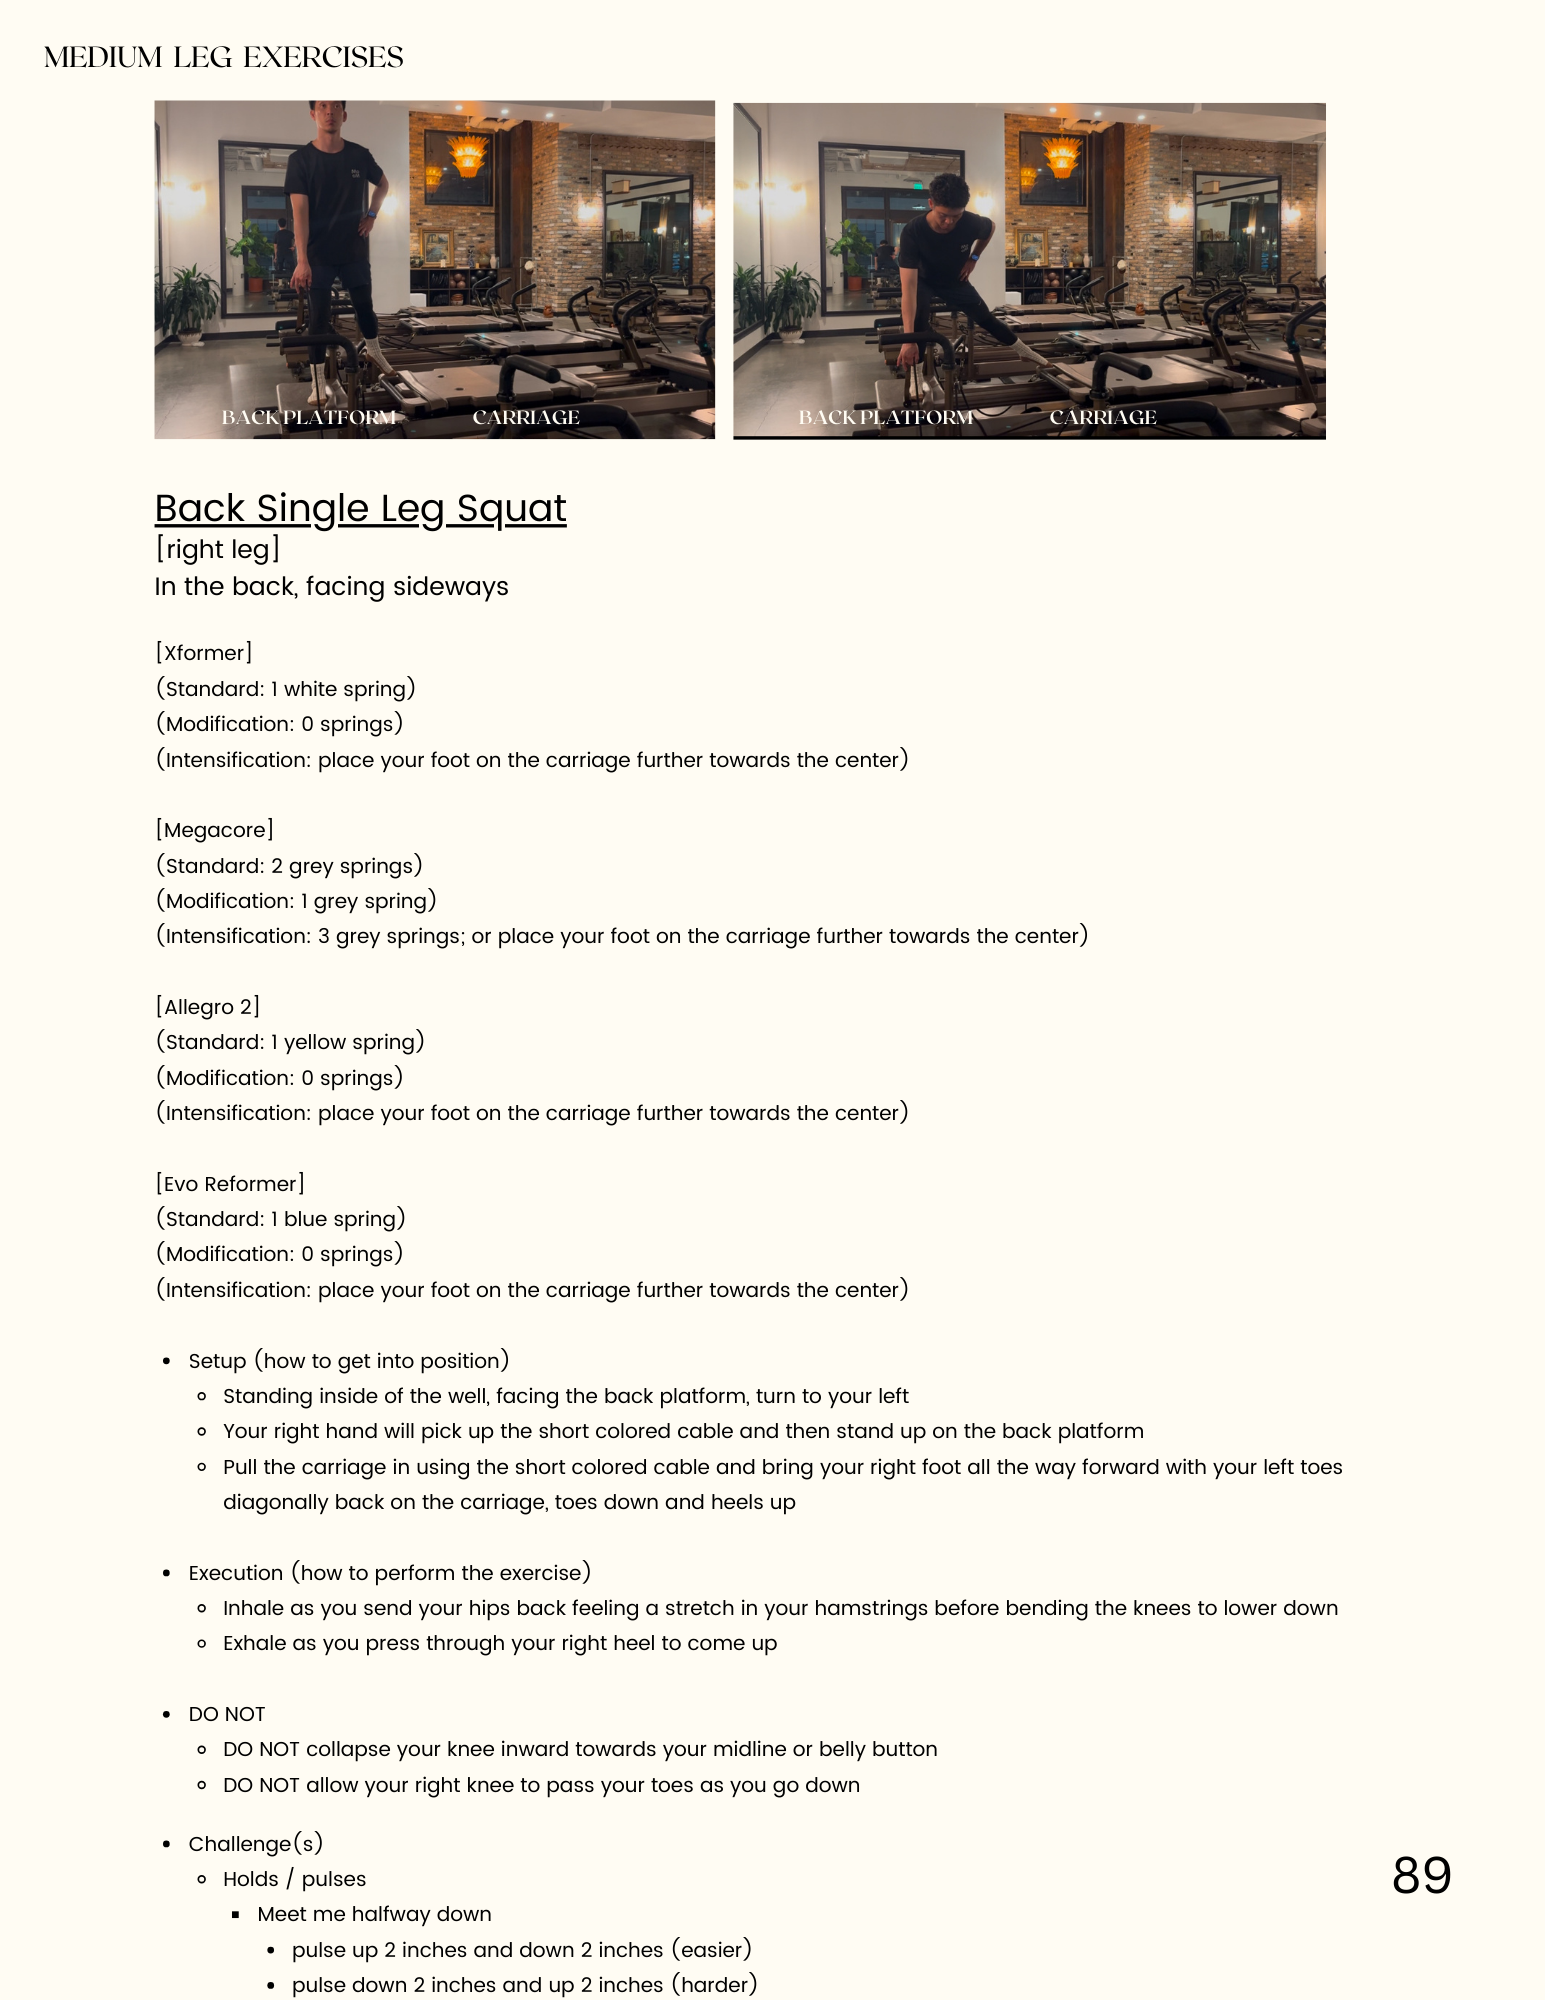 MEDIUM LEG EXERCISES
BACK PLATFORM
CARRIAGE
BACK PLATFORM
CARRIAGE
Back Single Leg Squat
[right leg]
In the back, facing sideways
[Xformer]
(Standard: 1 white spring)
(Modification: 0 springs)
(Intensification: place your foot on the carriage further towards the center)
[Megacore]
(Standard: 2 grey springs)
(Modification: 1 grey spring)
(Intensification: 3 grey springs; or place your foot on the carriage further towards the center)
[Allegro 2]
(Standard: 1 yellow spring)
(Modification: 0 springs)
(Intensification: place your foot on the carriage further towards the center)
[Evo Reformer]
(Standard: 1 blue spring)
(Modification: 0 springs)
(Intensification: place your foot on the carriage further towards the center)
• Setup (how to get into position)
◦ Standing inside of the well, facing the back platform, turn to your left
◦ Your right hand will pick up the short colored cable and then stand up on the back platform
◦ Pull the carriage in using the short colored cable and bring your right foot all the way forward with your left toes
diagonally back on the carriage, toes down and heels up
• Execution (how to perform the exercise)
◦ Inhale as you send your hips back feeling a stretch in your hamstrings before bending the knees to lower down
◦ Exhale as you press through your right heel to come up
• DO NOT
◦ DO NOT collapse your knee inward towards your midline or belly button
◦ DO NOT allow your right knee to pass your toes as you go down
• Challenge(s)
◦ Holds / pulses
▪ Meet me halfway down
• pulse up 2 inches and down 2 inches (easier)
• pulse down 2 inches and up 2 inches (harder)
89